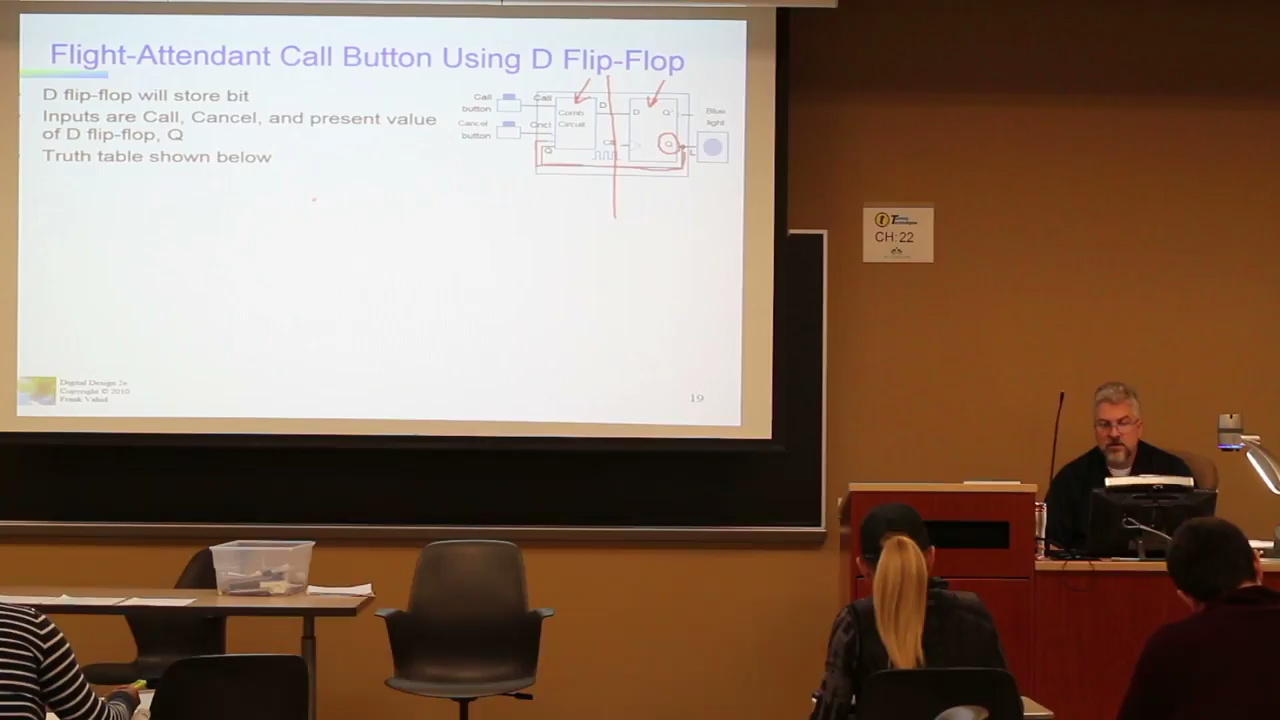 Flight-Attendant Call Button Using D Flip-Flop
D flip-flop will store bit
Inputs are Call, Cancel, and present value
of D flip-flop, Q
Truth table shown below
Call
button
Call
Cancel
button
Cncl
Q
Comb
Circuit
D
D
Q'
Q
L
Blue
light
Digital Design 2e
Copyright © 2010
Frank Vahid
19
CH: 22